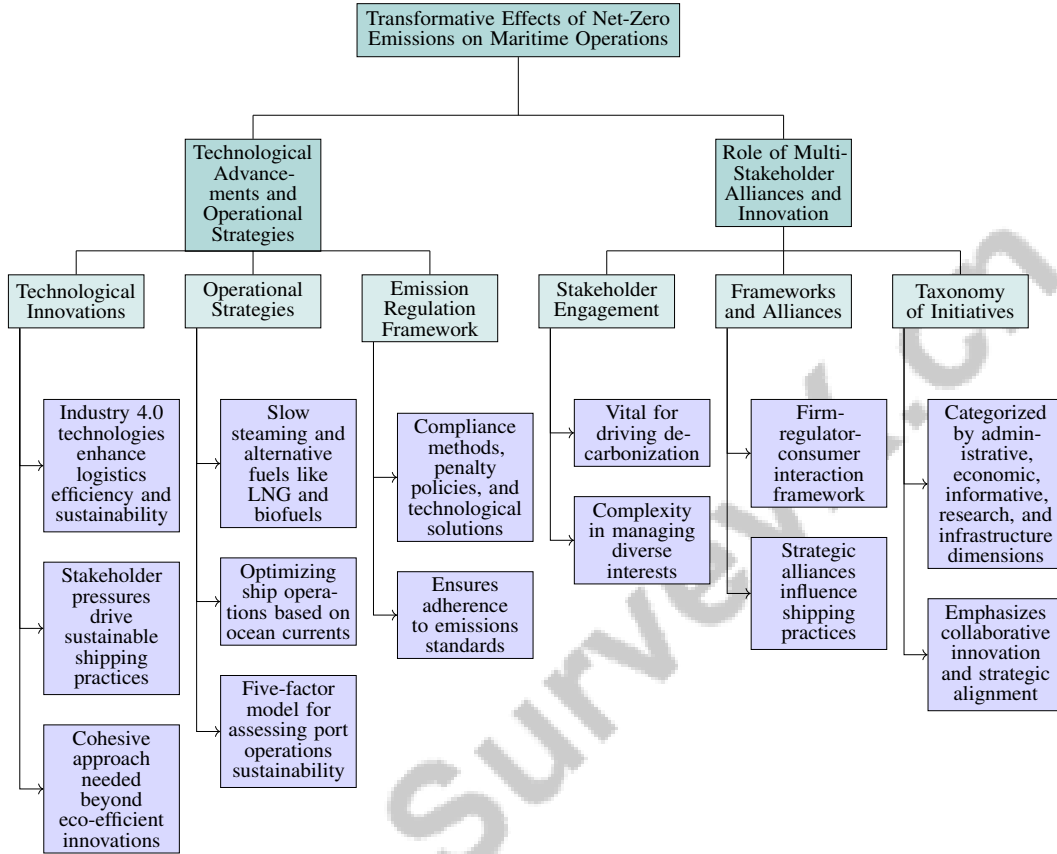 Transformative Effects of Net-Zero
Emissions on Maritime Operations
Technological
Advance-
ments and
Operational
Strategies
Role of Multi-
Stakeholder
Alliances and
Innovation
Technological
Innovations
Operational
Strategies
Emission
Regulation
Framework
Stakeholder
Engagement
Frameworks
and Alliances
Taxonomy
of Initiatives
Industry 4.0
technologies
enhance
logistics
efficiency and
sustainability
Stakeholder
pressures
drive
sustainable
shipping
practices
Cohesive
approach
needed
beyond
eco-efficient
innovations
Slow
steaming and
alternative
fuels like
LNG and
biofuels
Optimizing
ship opera-
tions based on
ocean currents
Five-factor
model for
assessing port
operations
sustainability
Compliance
methods,
penalty
policies, and
technological
solutions
Ensures
adherence
to emissions
standards
Vital for
driving de-
carbonization
Complexity
in managing
diverse
interests
Firm-
regulator-
consumer
interaction
framework
Strategic
alliances
influence
shipping
practices
Categorized
by admin-
istrative,
economic,
informative,
research, and
infrastructure
dimensions
Emphasizes
collaborative
innovation
and strategic
alignment